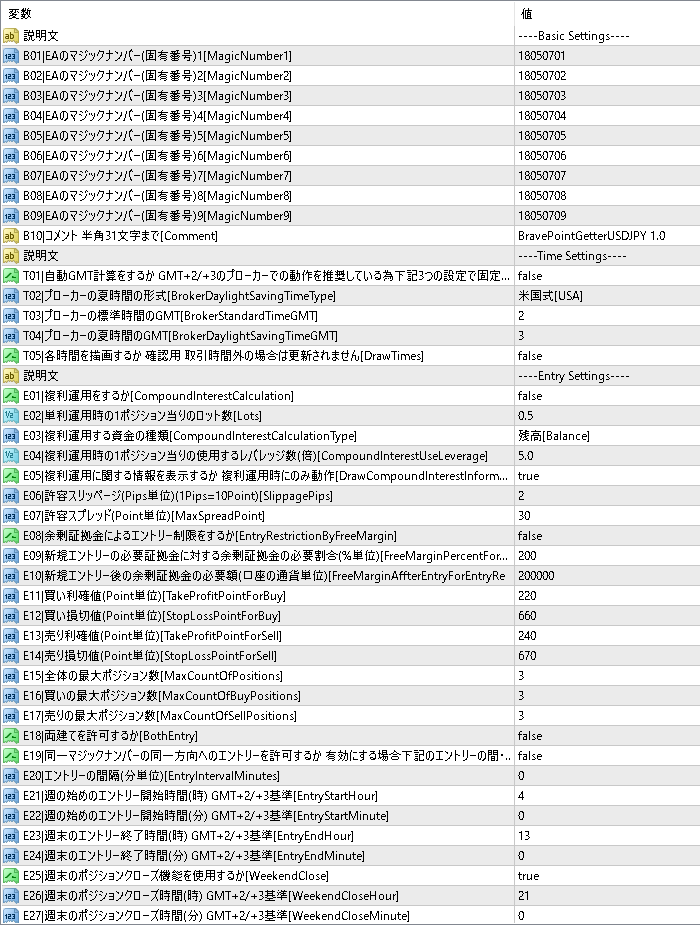 変数 値
説明文 ----Basic Settings----
B01|EAのマジックナンバー(固有番号)1[MagicNumber1] 18050701
B02|EAのマジックナンバー(固有番号)2[MagicNumber2] 18050702
B03|EAのマジックナンバー(固有番号)3[MagicNumber3] 18050703
B04|EAのマジックナンバー(固有番号)4[MagicNumber4] 18050704
B05|EAのマジックナンバー(固有番号)5[MagicNumber5] 18050705
B06|EAのマジックナンバー(固有番号)6[MagicNumber6] 18050706
B07|EAのマジックナンバー(固有番号)7[MagicNumber7] 18050707
B08|EAのマジックナンバー(固有番号)8[MagicNumber8] 18050708
B09|EAのマジックナンバー(固有番号)9[MagicNumber9] 18050709
B10|コメント 半角31文字まで[Comment] BravePointGetterUSDJPY 1.0
説明文 ----Time Settings----
T01|自動GMT計算をするか GMT+2/+3のブローカーでの動作を推奨している為下記3つの設定で固定... false
T02|ブローカーの夏時間の形式[BrokerDaylightSavingTimeType] 米国式[USA]
T03|ブローカーの標準時間のGMT[BrokerStandardTimeGMT] 2
T04|ブローカーの夏時間のGMT[BrokerDaylightSavingTimeGMT] 3
T05|各時間を描画するか 確認用 取引時間外の場合は更新されません[DrawTimes] false
説明文 ----Entry Settings----
E01|複利運用をするか[CompoundInterestCalculation] false
E02|単利運用時の1ポジション当りのロット数[Lots] 0.5
E03|複利運用する資金の種類[CompoundInterestCalculationType] 残高[Balance]
E04|複利運用時の1ポジション当りの使用するレバレッジ数(倍)[CompoundInterestUseLeverage] 5.0
E05|複利運用に関する情報を表示するか 複利運用時にのみ動作[DrawCompoundInterestInform... true
E06|許容スリッページ(Pips単位)(1Pips=10Point)[SlippagePips] 2
E07|許容スプレッド(Point単位)[MaxSpreadPoint] 30
E08|余剰証拠金によるエントリー制限をするか[EntryRestrictionByFreeMargin] false
E09|新規エントリーの必要証拠金に対する余剰証拠金の必要割合(%単位)[FreeMarginPercentFor... 200
E10|新規エントリー後の余剰証拠金の必要額(口座の通貨単位)[FreeMarginAffterEntryForEntryRe 200000
E11|買い利確値(Point単位)[TakeProfitPointForBuy] 220
E12|買い損切値(Point単位)[StopLossPointForBuy] 660
E13|売り利確値(Point単位)[TakeProfitPointForSell] 240
E14|売り損切値(Point単位)[StopLossPointForSell] 670
E15|全体の最大ポジション数[MaxCountOfPositions] 3
E16|買いの最大ポジション数[MaxCountOfBuyPositions] 3
E17|売りの最大ポジション数[MaxCountOfSellPositions] 3
E18|両建てを許可するか[BothEntry] false
E19|同一マジックナンバーの同一方向へのエントリーを許可するか 有効にする場合下記のエントリーの間・.. false
E20|エントリーの間隔(分単位)[EntryIntervalMinutes] 0
E21|週の始めのエントリー開始時間(時) GMT+2/+3基準[EntryStartHour] 4
E22|週の始めのエントリー開始時間(分) GMT+2/+3基準[EntryStartMinute] 0
E23|週末のエントリー終了時間(時) GMT+2/+3基準[EntryEndHour] 13
E24|週末のエントリー終了時間(分) GMT+2/+3基準[EntryEndMinute] 0
E25|週末のポジションクローズ機能を使用するか[WeekendClose] true
E26|週末のポジションクローズ時間(時) GMT+2/+3基準[WeekendCloseHour] 21
E27|週末のポジションクローズ時間(分) GMT+2/+3基準[WeekendCloseMinute] 0